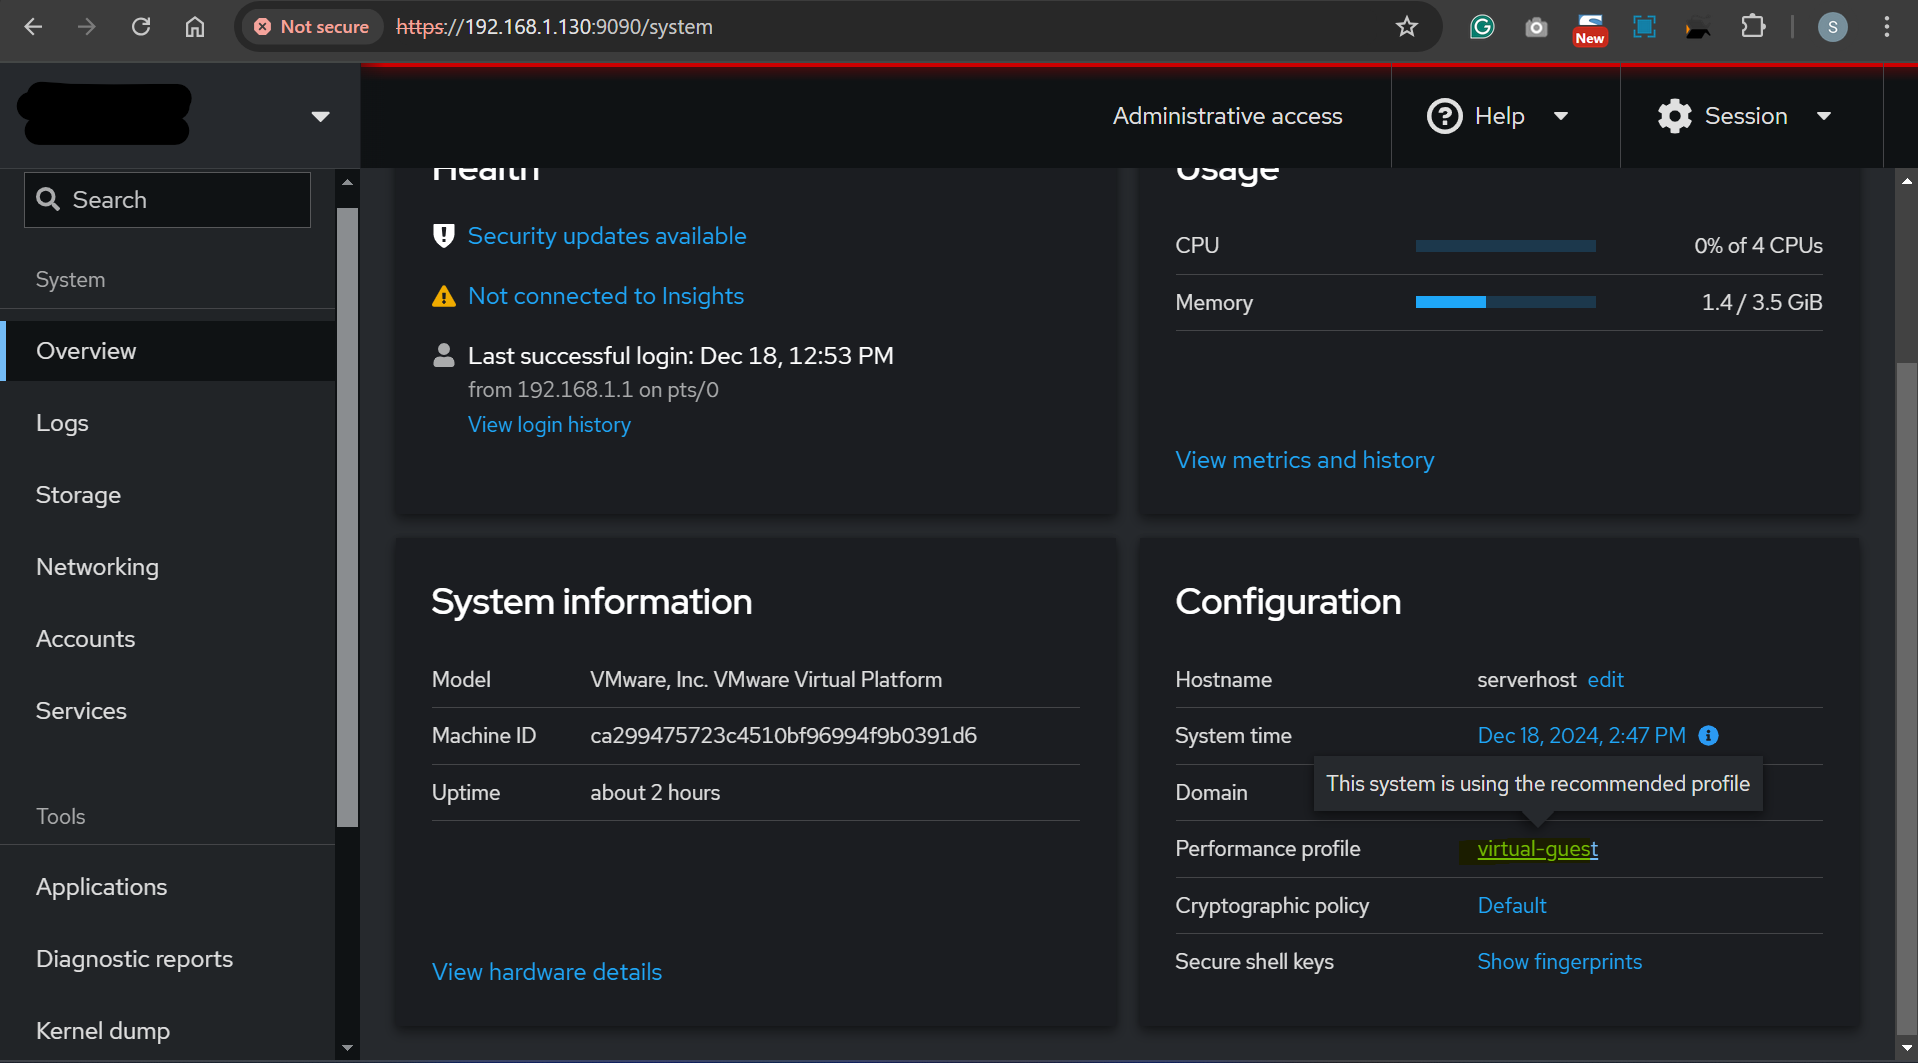 Not secure https://192.168.1.130:9090/system
New
S
Administrative access
Help
Session
Search
System
Overview
Logs
Storage
Networking
Accounts
Services
Tools
Applications
Diagnostic reports
Kernel dump
Health
Security updates available
Not connected to Insights
Last successful login: Dec 18, 12:53 PM
from 192.168.1.1 on pts/0
View login history
Usage
CPU 0% of 4 CPUs
Memory 1.4 / 3.5 GiB
View metrics and history
System information
Model VMware, Inc. VMware Virtual Platform
Machine ID ca299475723c4510bf96994f9b0391d6
Uptime about 2 hours
View hardware details
Configuration
Hostname serverhost edit
System time Dec 18, 2024, 2:47 PM
This system is using the recommended profile
Domain
Performance profile virtual-guest
Cryptographic policy Default
Secure shell keys Show fingerprints